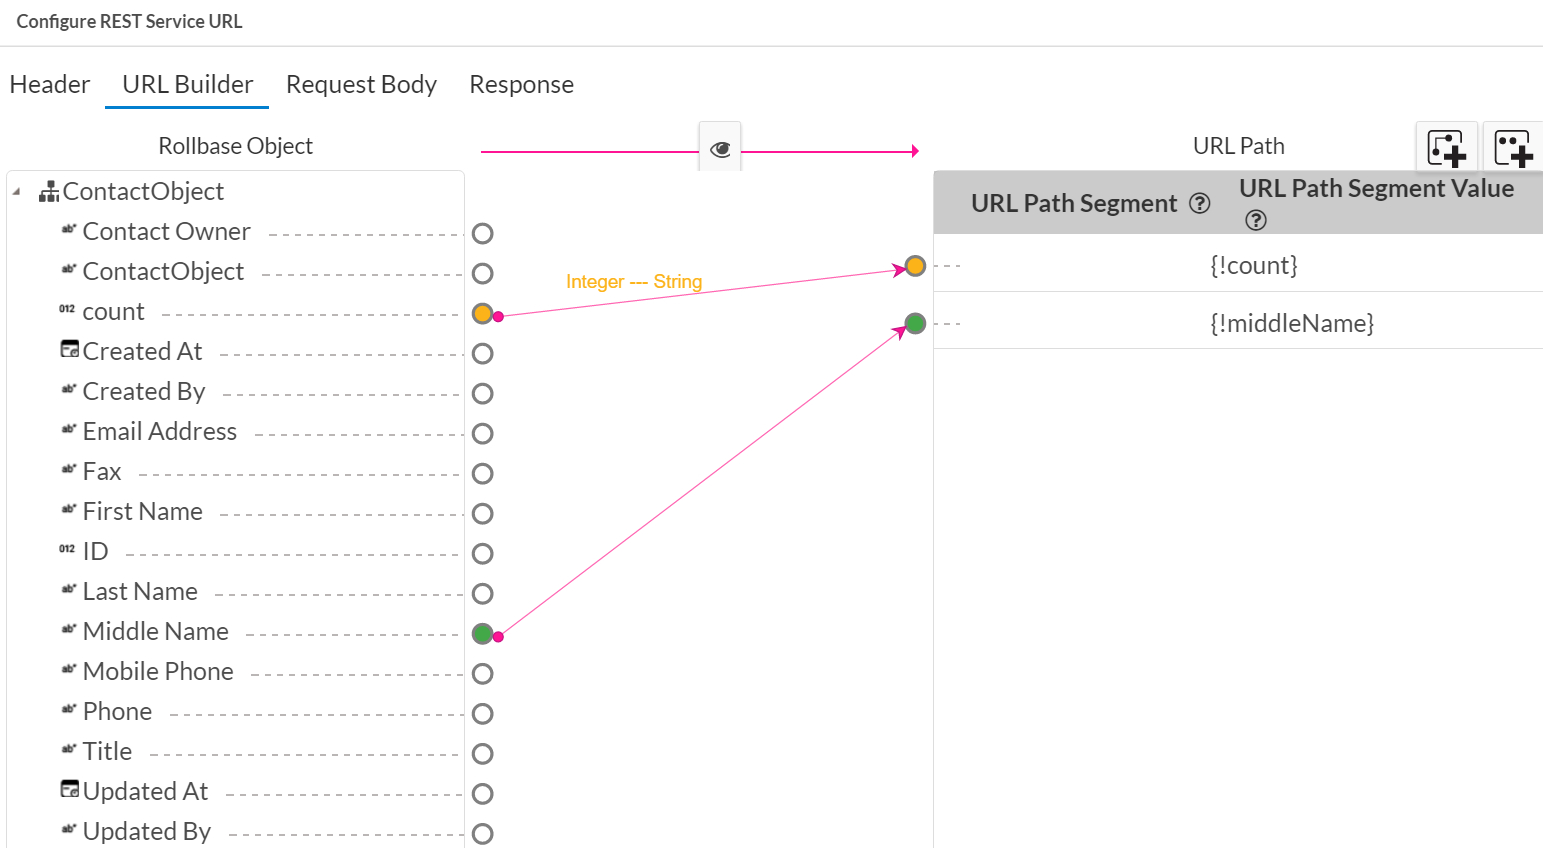 Configure REST Service URL
Header URL Builder Request Body Response
Rollbase Object URL Path
ContactObject
ab* Contact Owner
ab* ContactObject
012 count
Created At
ab* Created By
ab* Email Address
ab* Fax
ab* First Name
012 ID
ab* Last Name
ab* Middle Name
ab* Mobile Phone
ab* Phone
ab* Title
Updated At
ab* Updated By
Integer --- String
URL Path Segment ? URL Path Segment Value
?
{!count}
{!middleName}